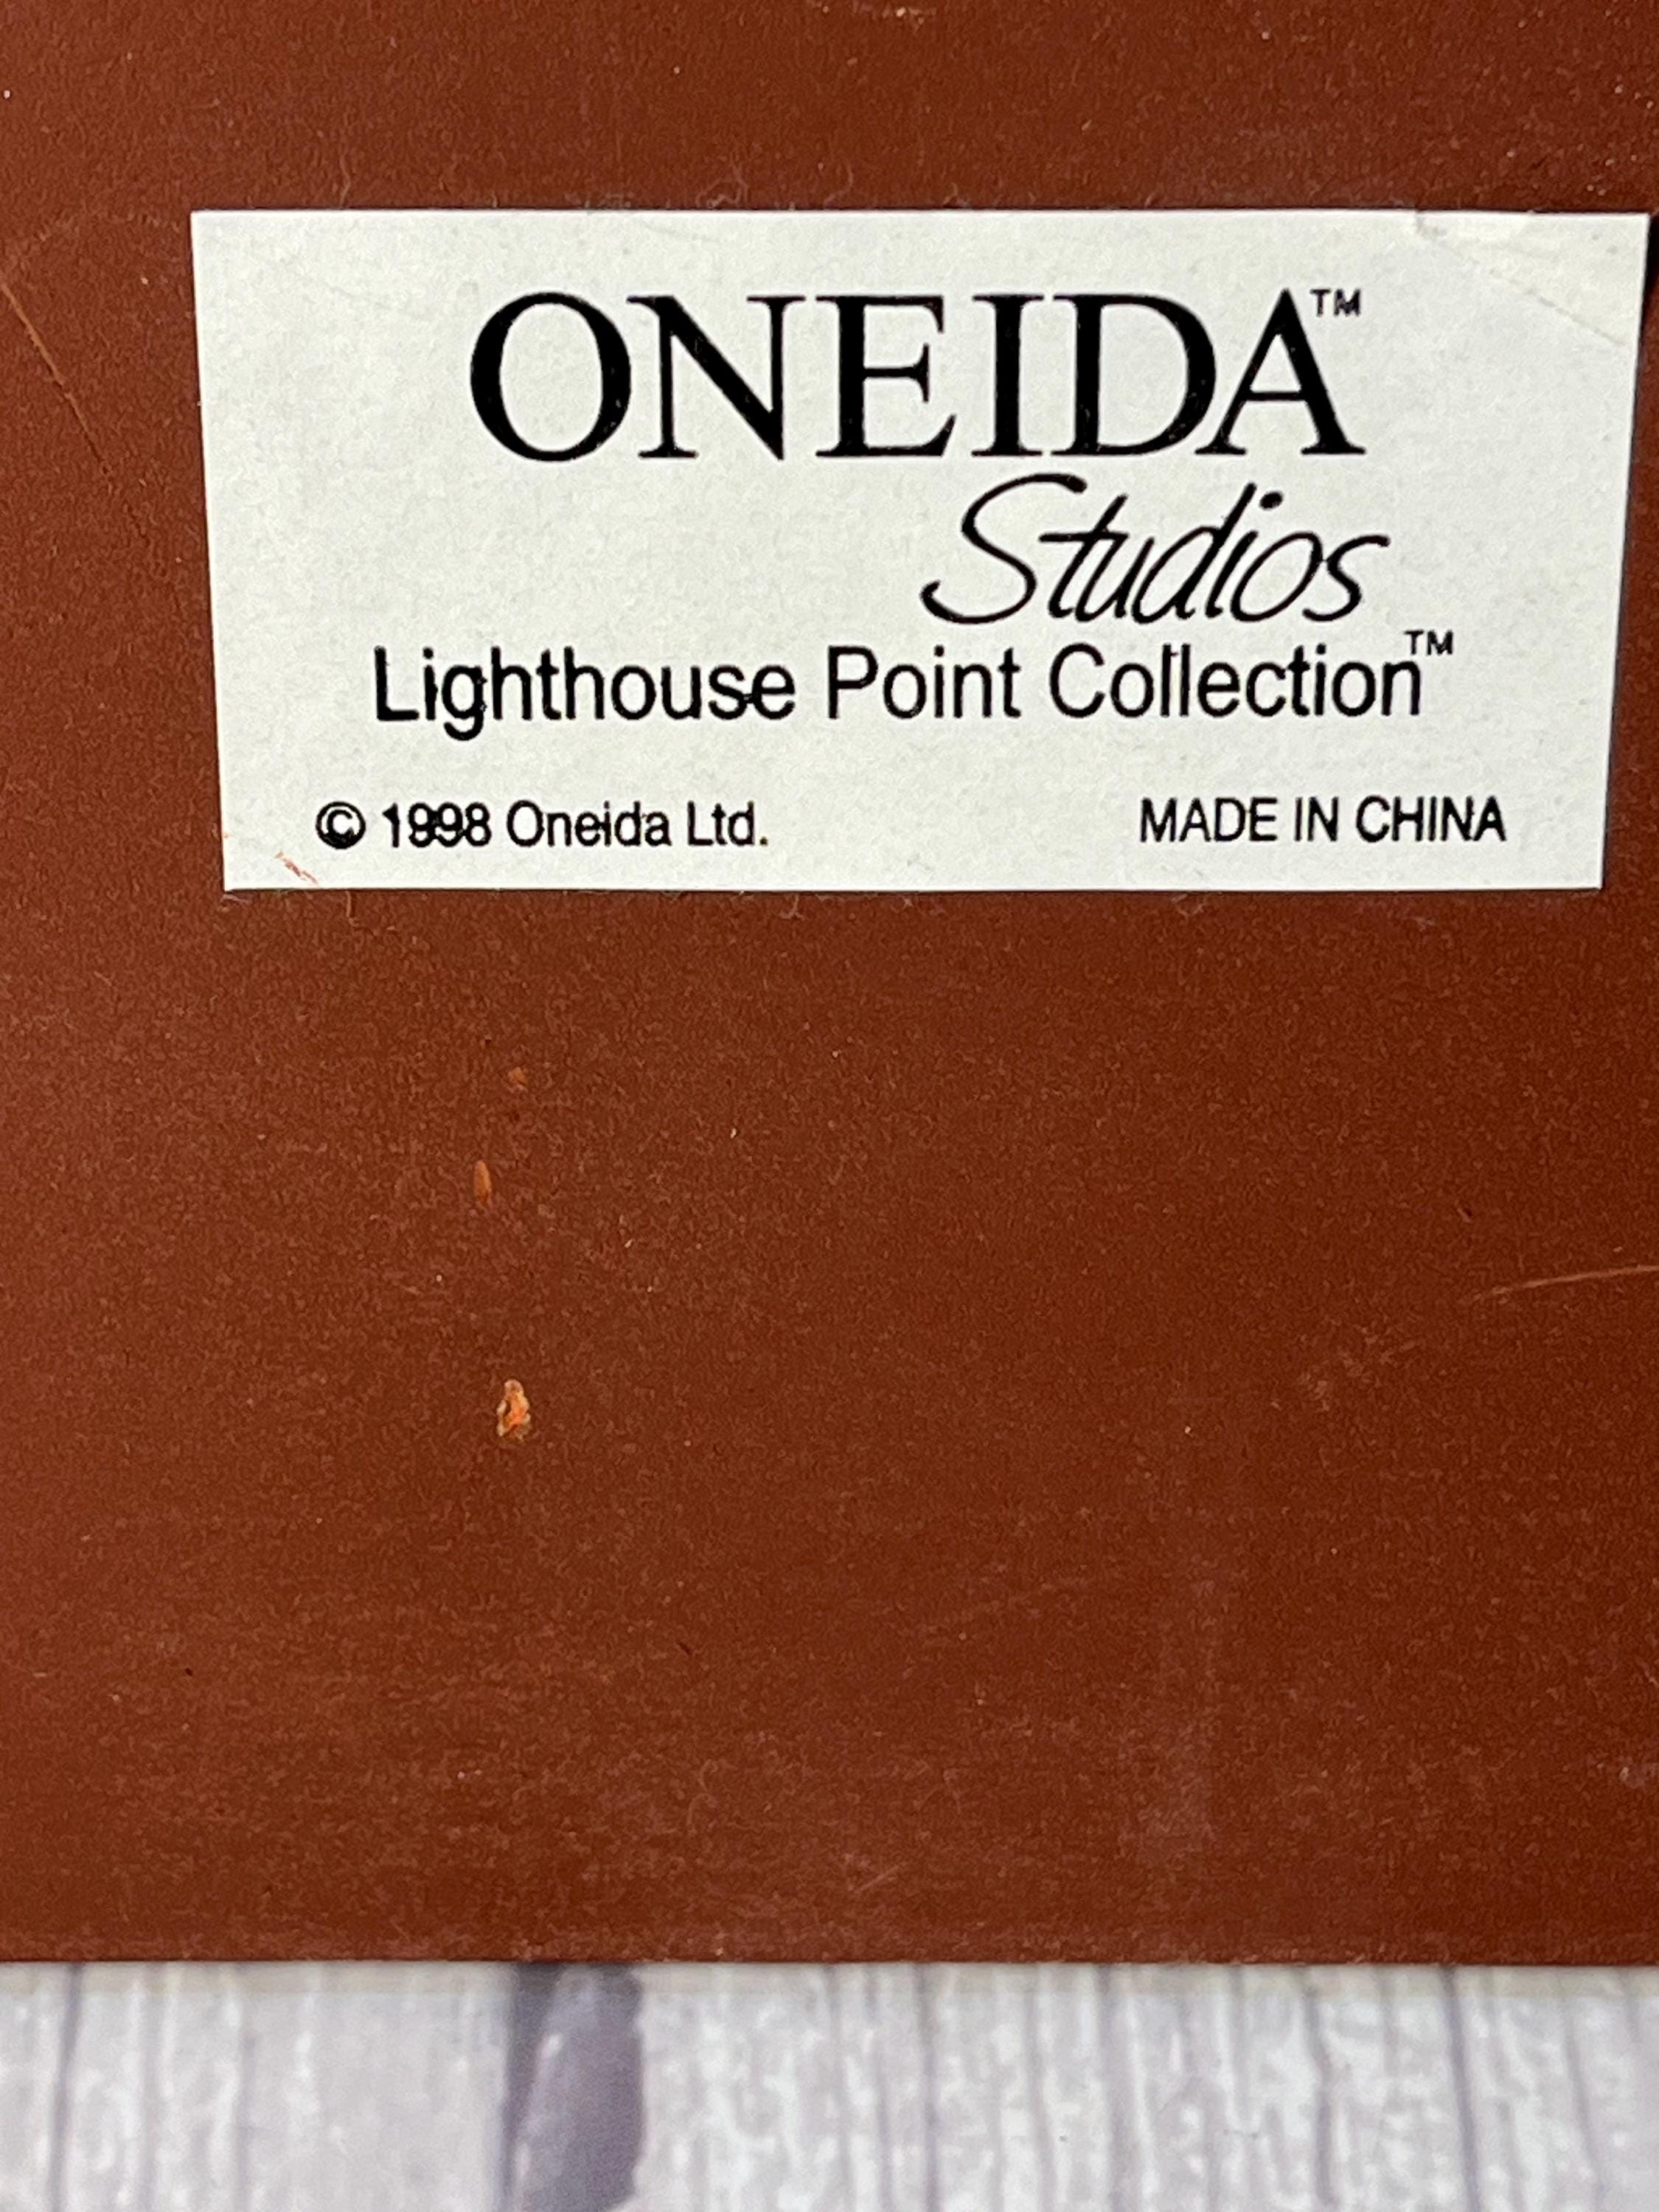 ONEIDA™
Studios
Lighthouse Point Collection™
© 1998 Oneida Ltd. MADE IN CHINA